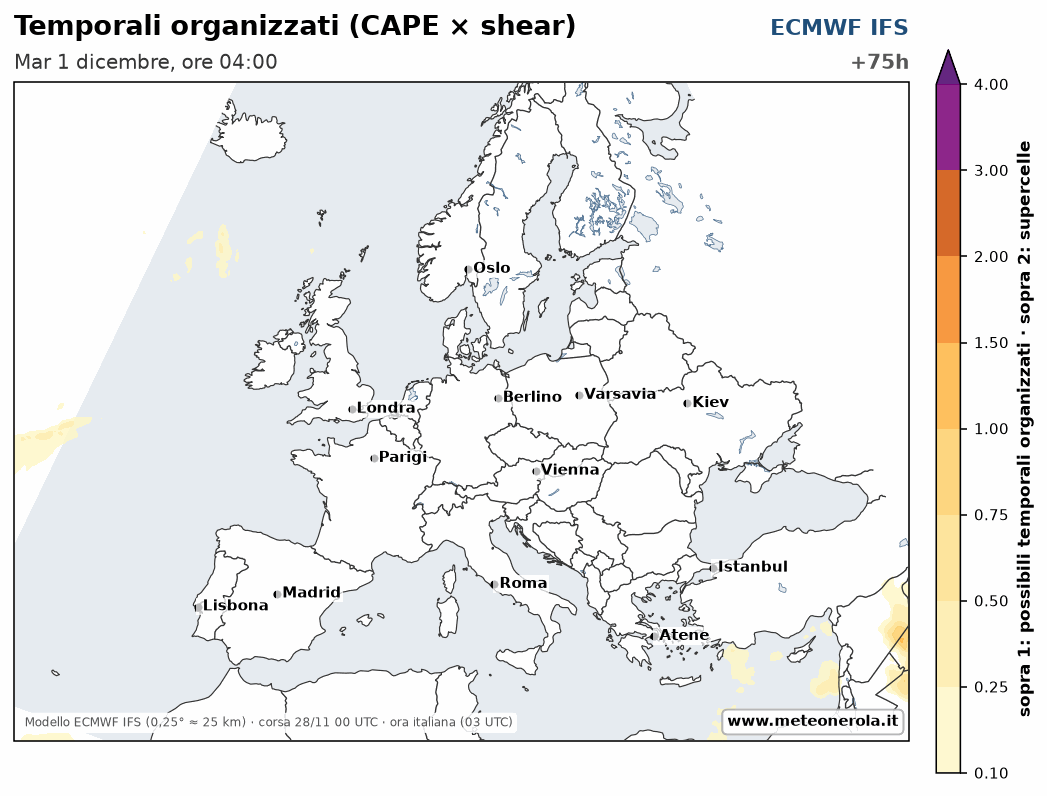 Temporali organizzati (CAPE × shear)
ECMWF IFS
Mar 1 dicembre, ore 04:00
+75h
Oslo
Londra
Berlino
Varsavia
Kiev
Parigi
Vienna
Istanbul
Roma
Madrid
Lisbona
Atene
Modello ECMWF IFS (0,25° ≈ 25 km) · corsa 28/11 00 UTC · ora italiana (03 UTC)
www.meteonerola.it
4.00
3.00
2.00
1.50
1.00
0.75
0.50
0.25
0.10
sopra 1: possibili temporali organizzati · sopra 2: supercelle